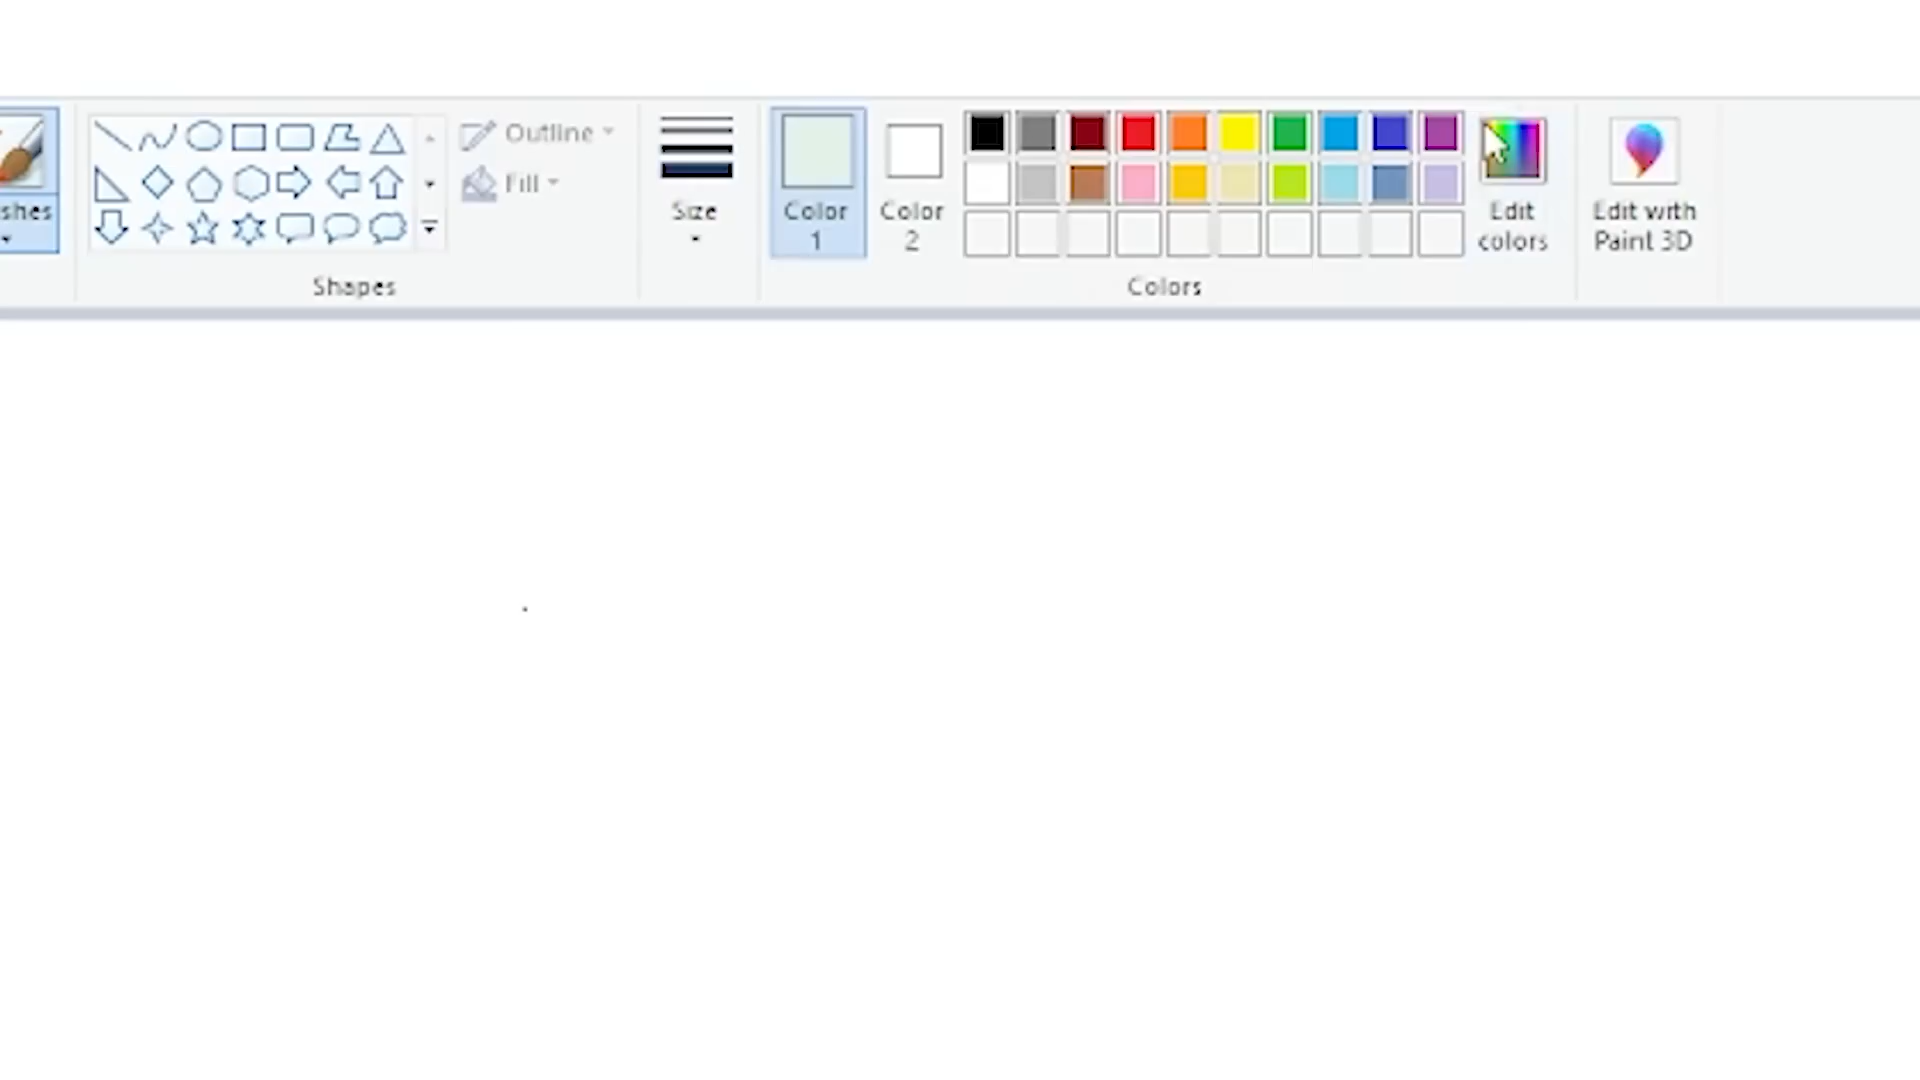 shes
Outline
Fill
Size
Color
1
Color
2
Edit
colors
Edit with
Paint 3D
Shapes
Colors